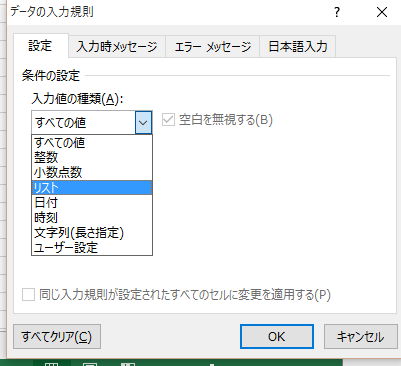 データの入力規則
設定 入力時メッセージ エラー メッセージ 日本語入力
条件の設定
入力値の種類(A):
すべての値 空白を無視する(B)
すべての値
整数
小数点数
リスト
日付
時刻
文字列(長さ指定)
ユーザー設定
同じ入力規則が設定されたすべてのセルに変更を適用する(P)
すべてクリア(C) OK キャンセル